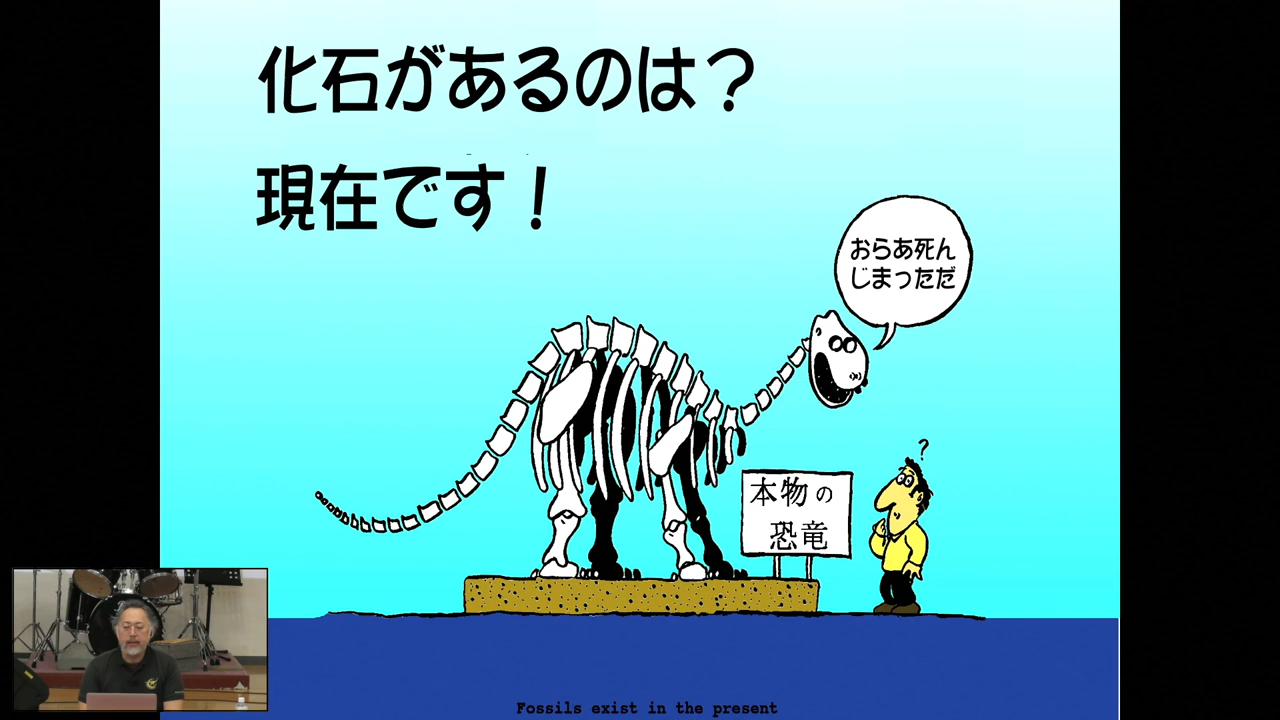 化石があるのは?
現在です!
おらあ死ん
じまっただ
?
本物の
恐竜
Fossils exist in the present